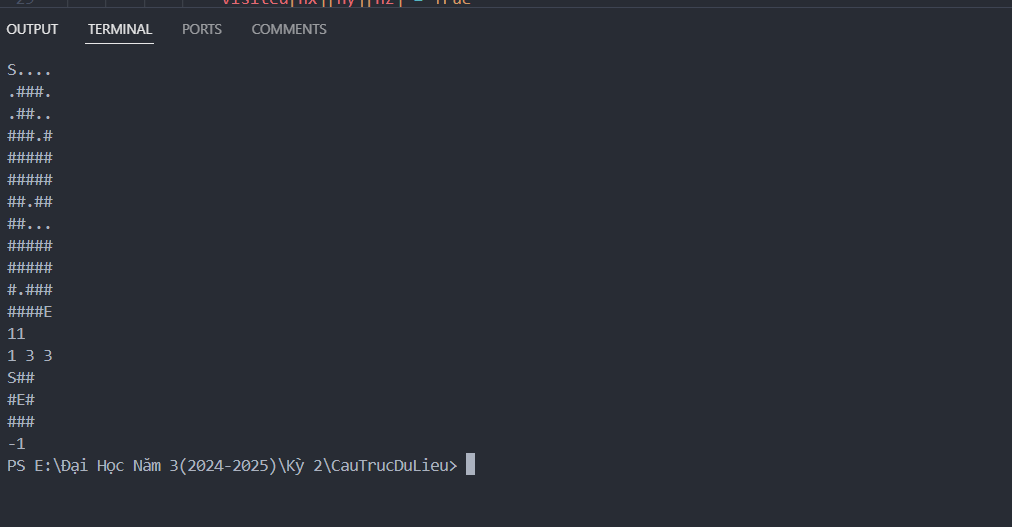 OUTPUT TERMINAL PORTS COMMENTS
S....
.###.
.##..
###.#
#####
#####
##.##
##...
#####
#####
#.###
####E
11
1 3 3
S##
#E#
###
-1
PS E:\Đại Học Năm 3(2024-2025)\Kỳ 2\CauTrucDuLieu>